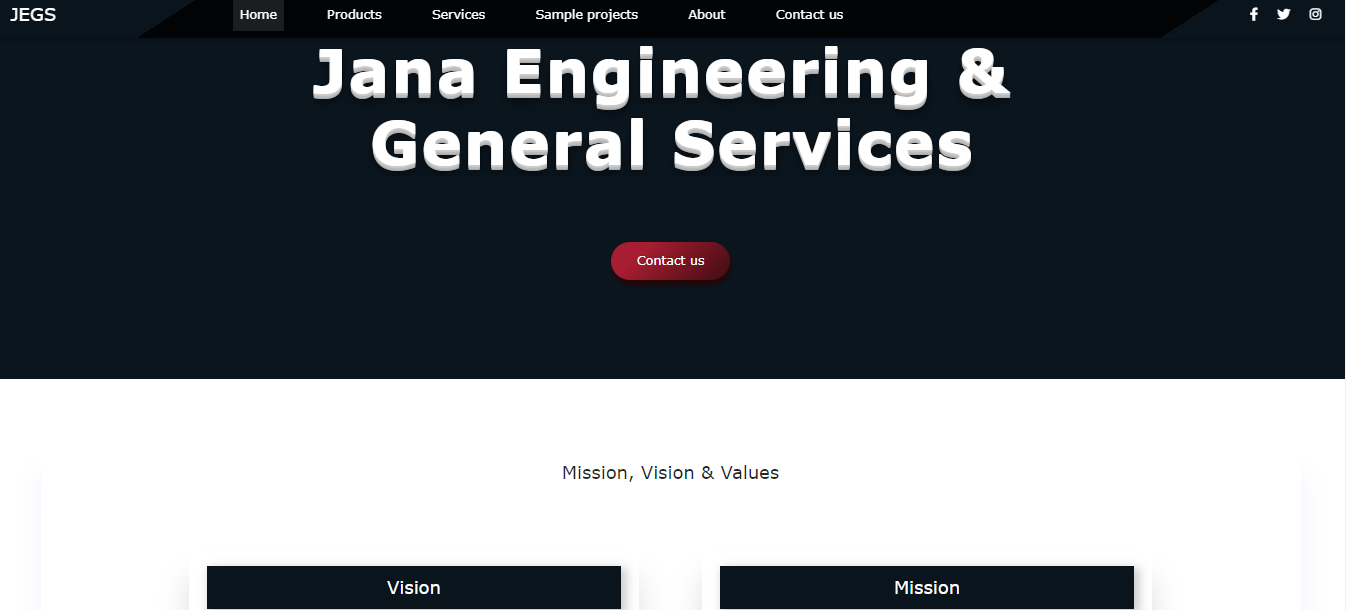 JEGS
Home Products Services Sample projects About Contact us
Jana Engineering &
General Services
Contact us
Mission, Vision & Values
Vision
Mission